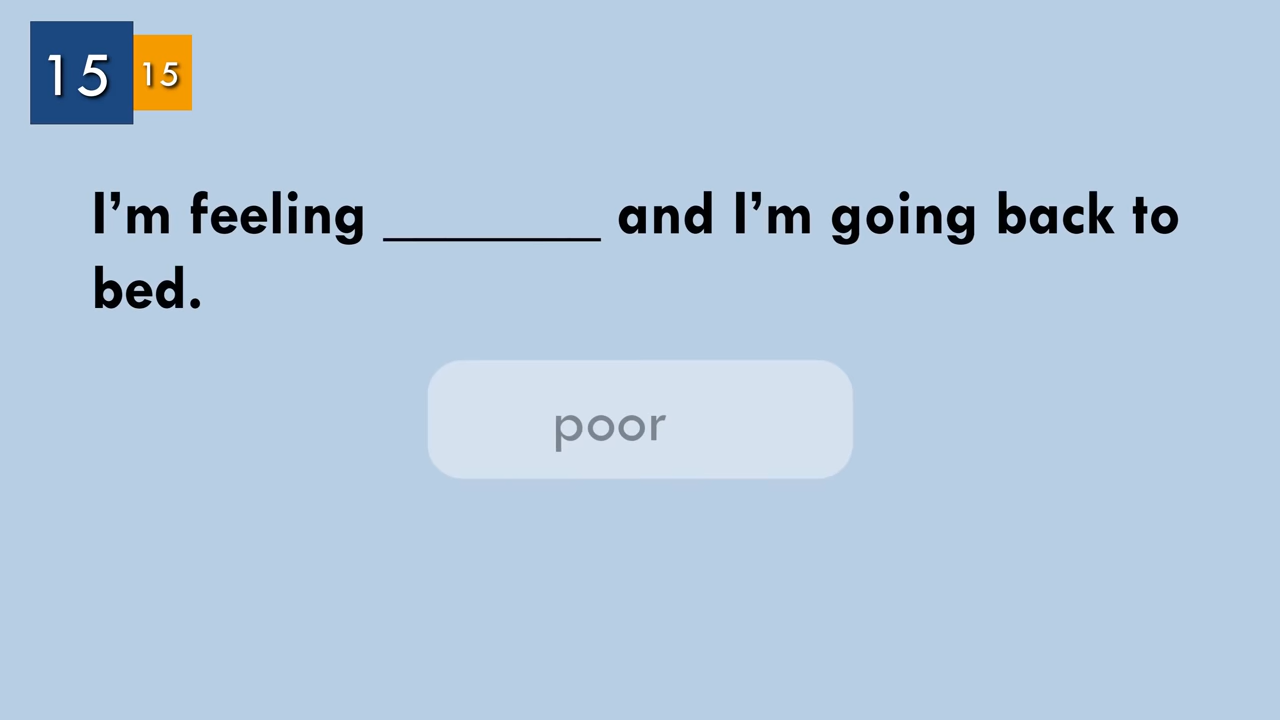 15 15
I’m feeling ________ and I’m going back to
bed.
poor